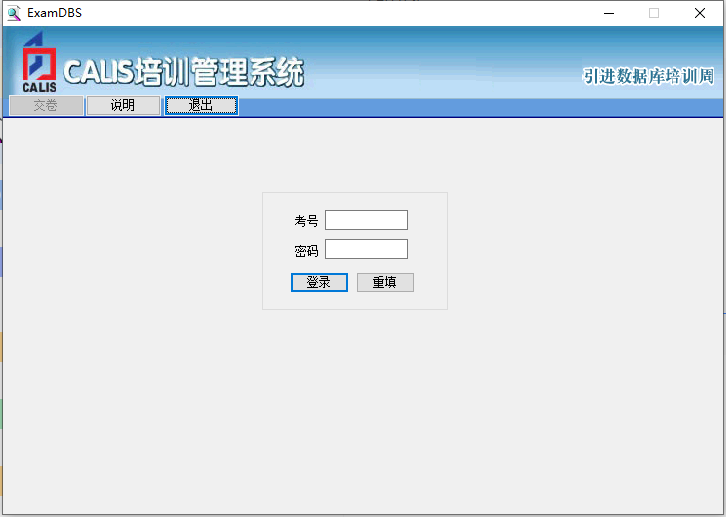 ExamDBS
CALIS
CALIS培训管理系统
引进数据库培训周
交卷 说明 退出
考号
密码
登录 重填